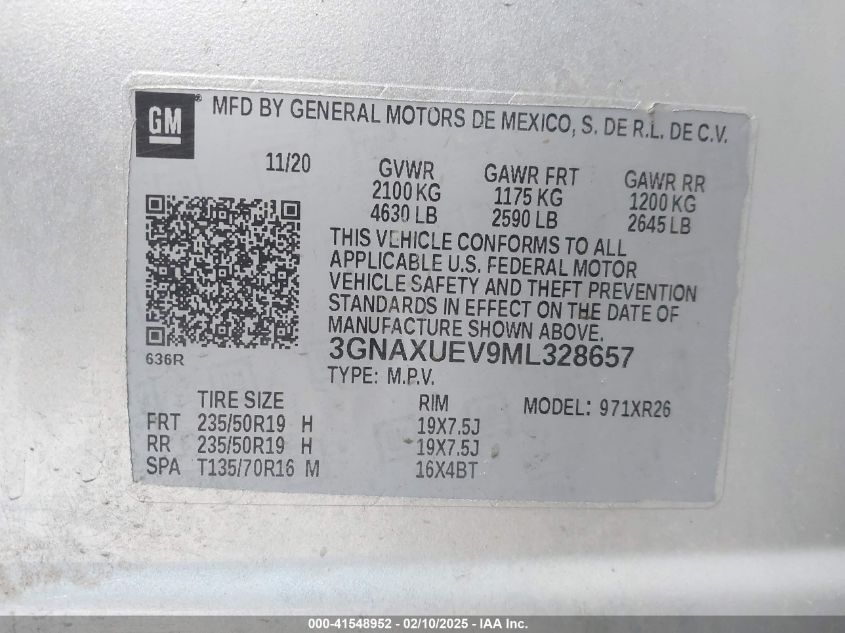 GM ® MFD BY GENERAL MOTORS DE MEXICO, S. DE R.L. DE C.V.
11/20 GVWR GAWR FRT GAWR RR
2100 KG 1175 KG 1200 KG
4630 LB 2590 LB 2645 LB
THIS VEHICLE CONFORMS TO ALL
APPLICABLE U.S. FEDERAL MOTOR
VEHICLE SAFETY AND THEFT PREVENTION
STANDARDS IN EFFECT ON THE DATE OF
MANUFACTURE SHOWN ABOVE.
636R 3GNAXUEV9ML328657
TYPE: M.P.V.
TIRE SIZE RIM MODEL: 971XR26
FRT 235/50R19 H 19X7.5J
RR 235/50R19 H 19X7.5J
SPA T135/70R16 M 16X4BT
000-41548952 - 02/10/2025 - IAA Inc.